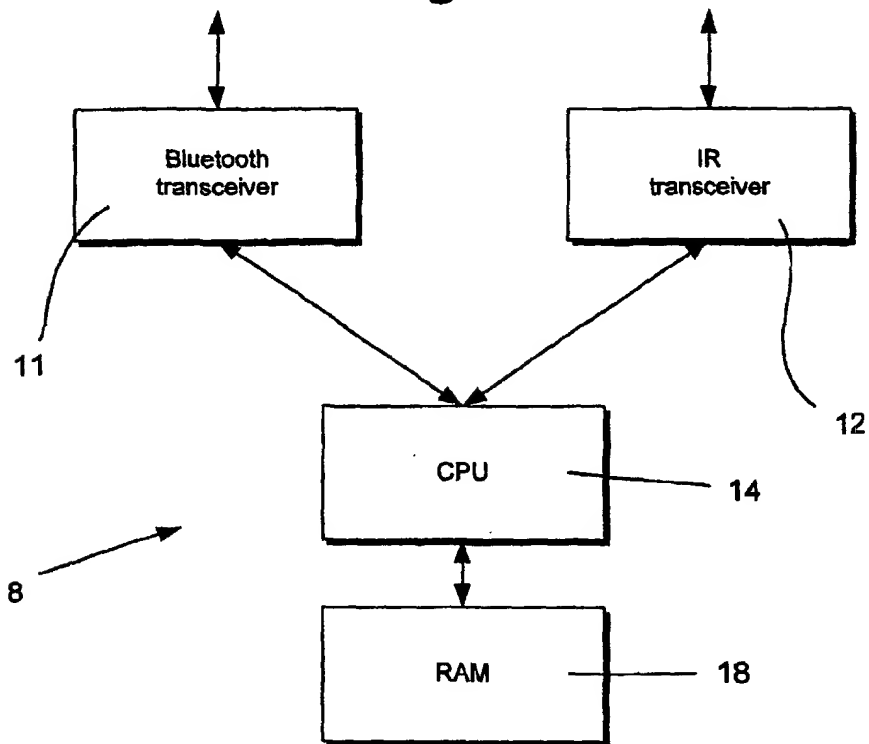 Bluetooth
transceiver
IR
transceiver
11
12
CPU
14
8
RAM
18